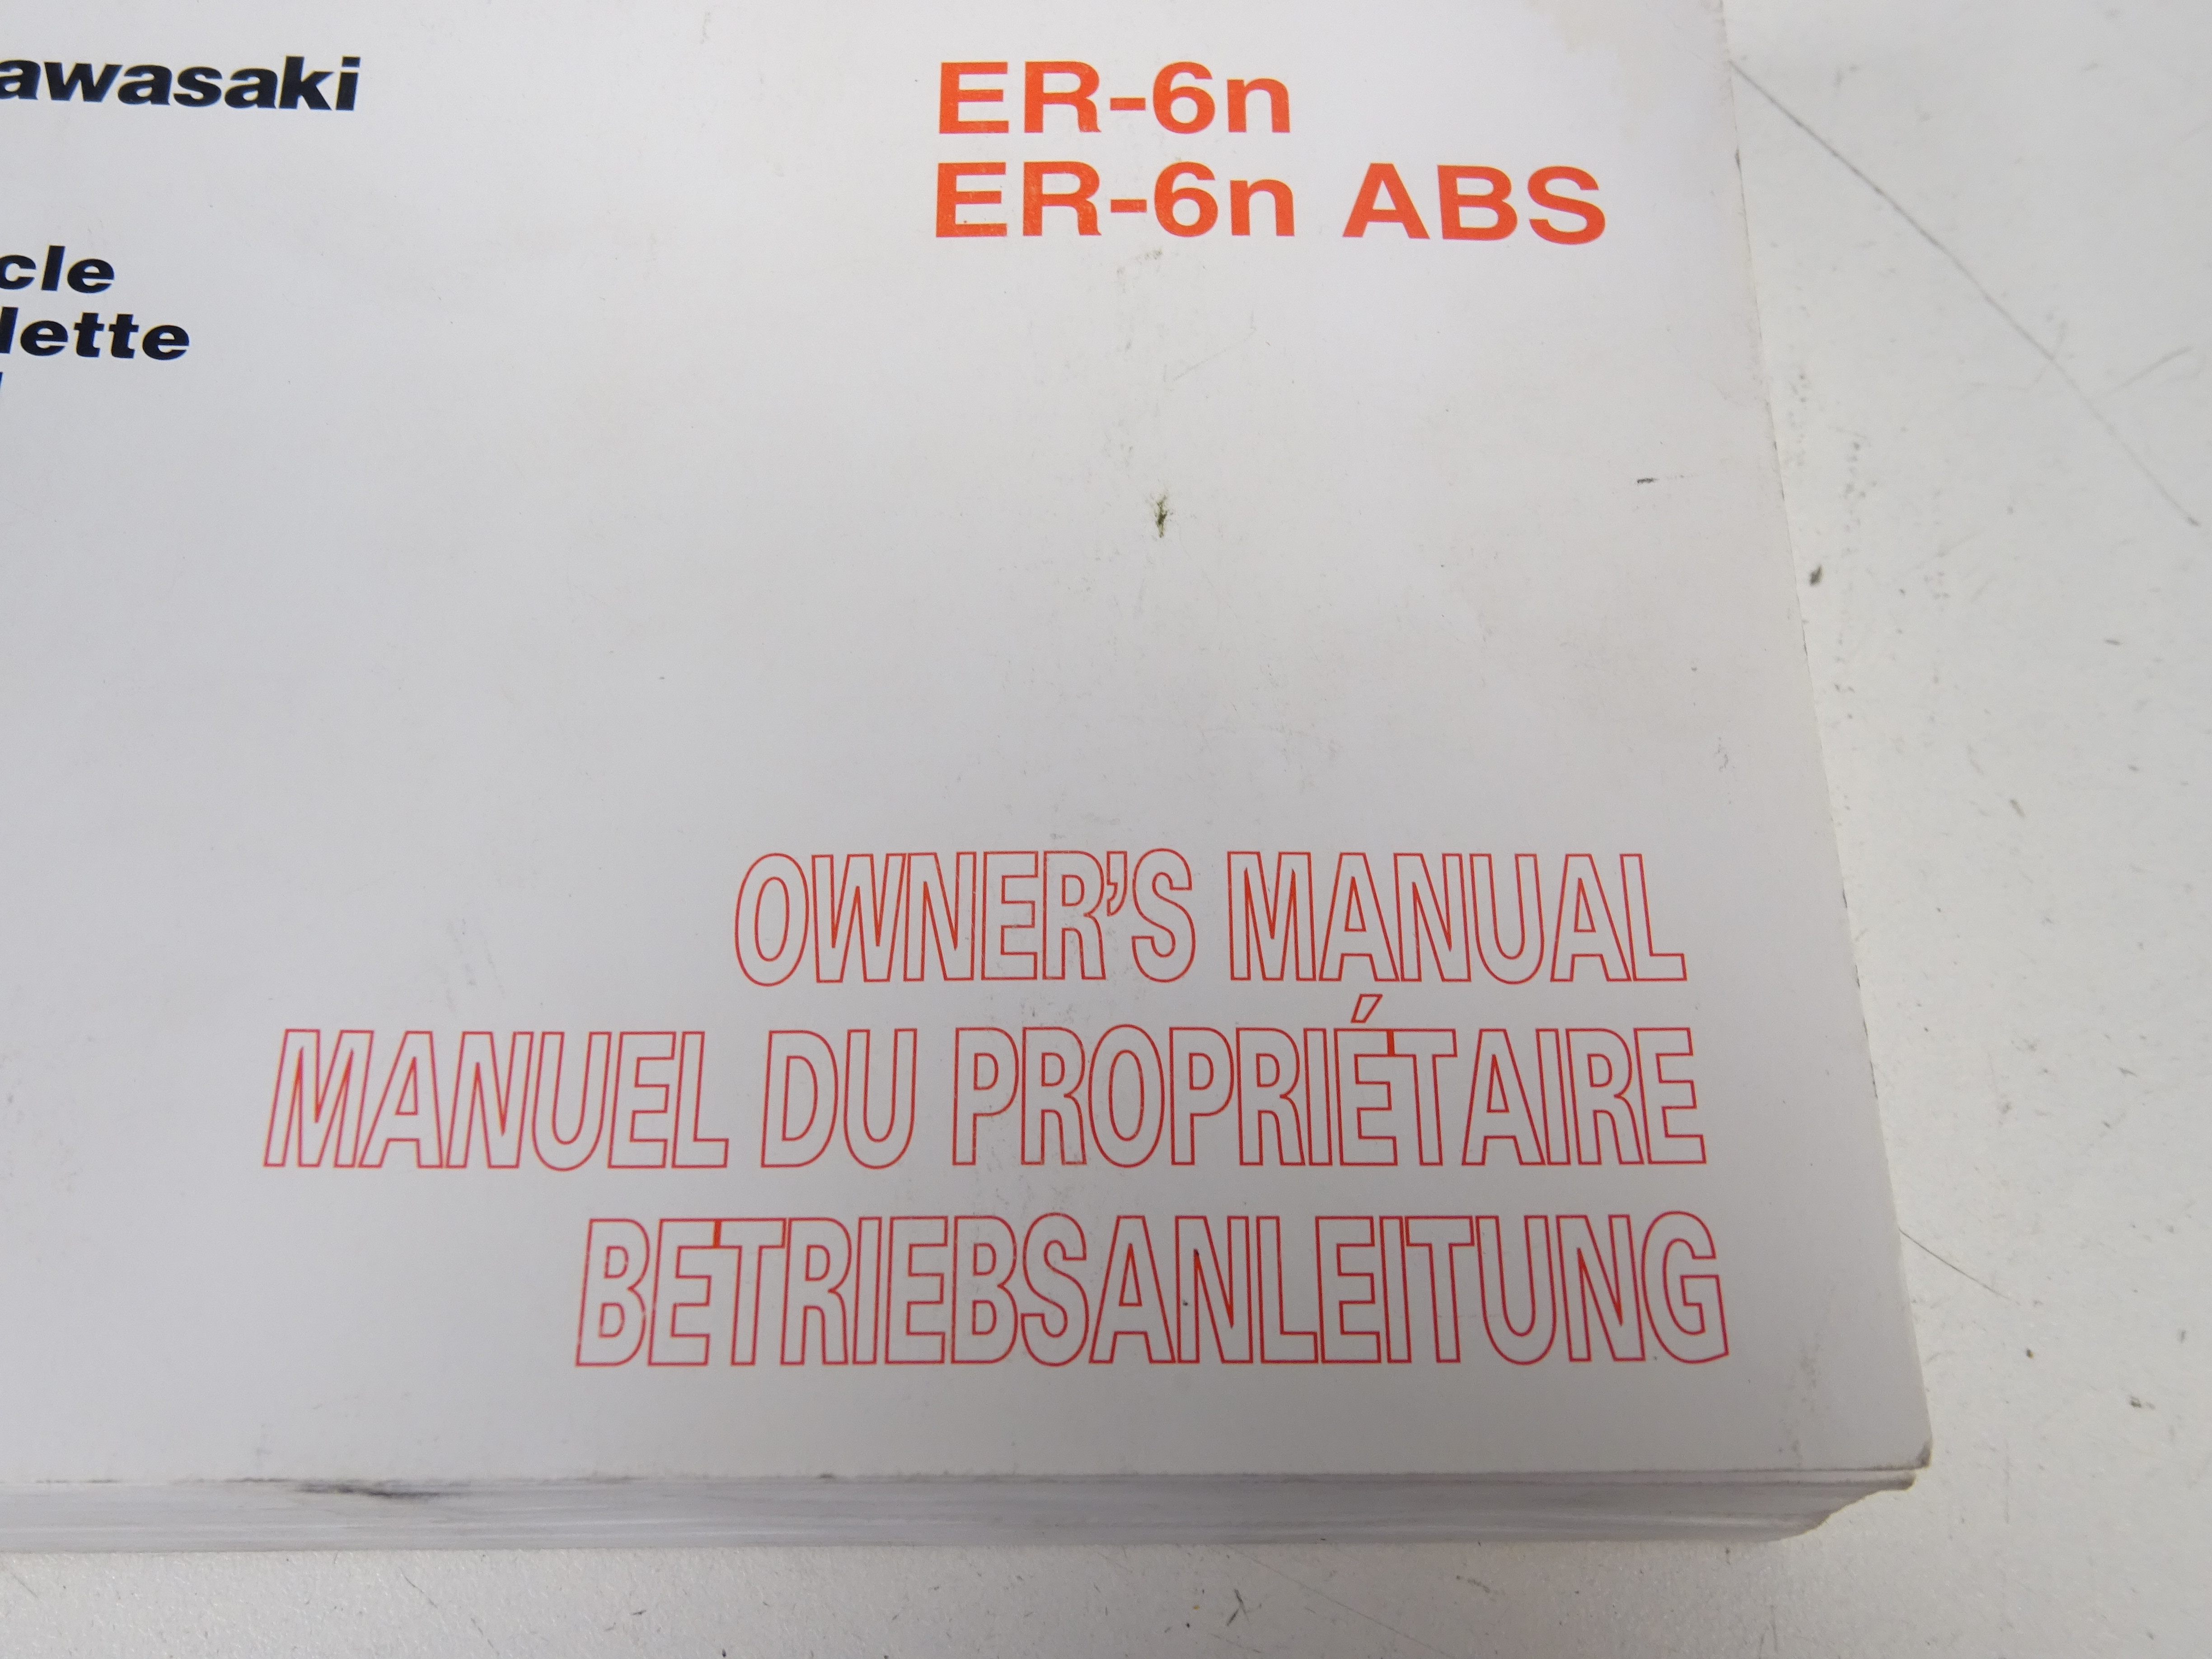 awasaki
ER-6n
ER-6n ABS
cle
lette
OWNER'S MANUAL
MANUEL DU PROPRIÉTAIRE
BETRIEBSANLEITUNG